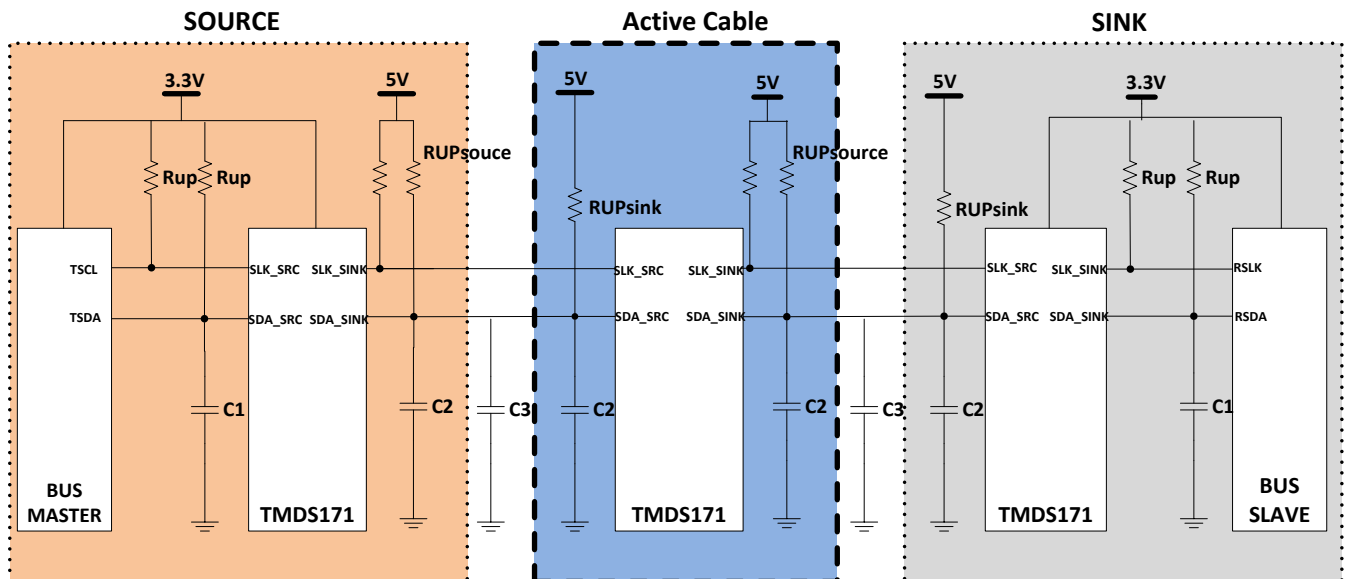 SOURCE
3.3V
5V
Rup
Rup
RUPsouce
TSCL
TSDA
SLK_SRC
SLK_SINK
SDA_SRC
SDA_SINK
C1
C2
BUS
MASTER
TMDS171
C3
Active Cable
5V
5V
RUPsource
RUPsink
SLK_SRC
SLK_SINK
SDA_SRC
SDA_SINK
C2
C2
TMDS171
C3
SINK
5V
3.3V
RUPsink
Rup
Rup
SLK_SRC
SLK_SINK
RSLK
SDA_SRC
SDA_SINK
RSDA
C2
C1
TMDS171
BUS
SLAVE